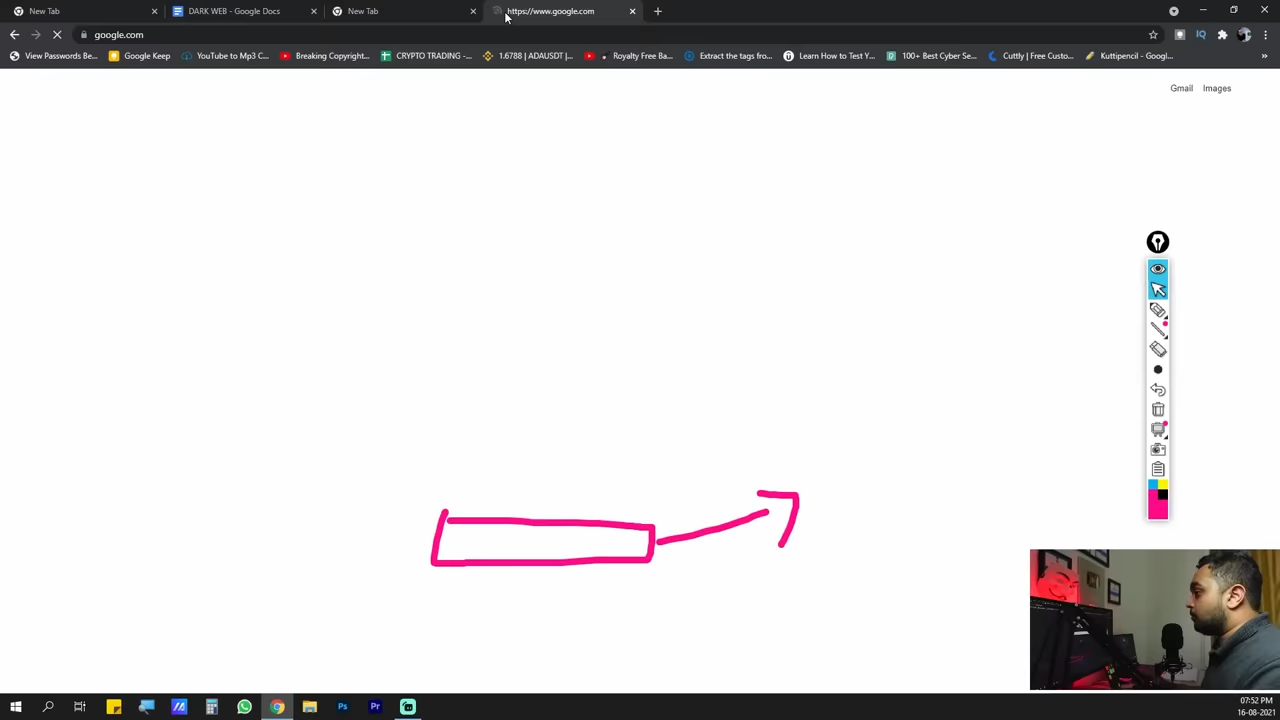 New Tab
DARK WEB - Google Docs
New Tab
https://www.google.com
google.com
View Passwords Be...
Google Keep
YouTube to Mp3 C...
Breaking Copyright...
CRYPTO TRADING -...
1.6788 | ADAUSDT |...
Royalty Free Ba...
Extract the tags fro...
Learn How to Test Y...
100+ Best Cyber Se...
Cuttly | Free Custo...
Kuttipencil - Googl...
»
Gmail
Images
Ps
Pr
07:52 PM
16-08-2021